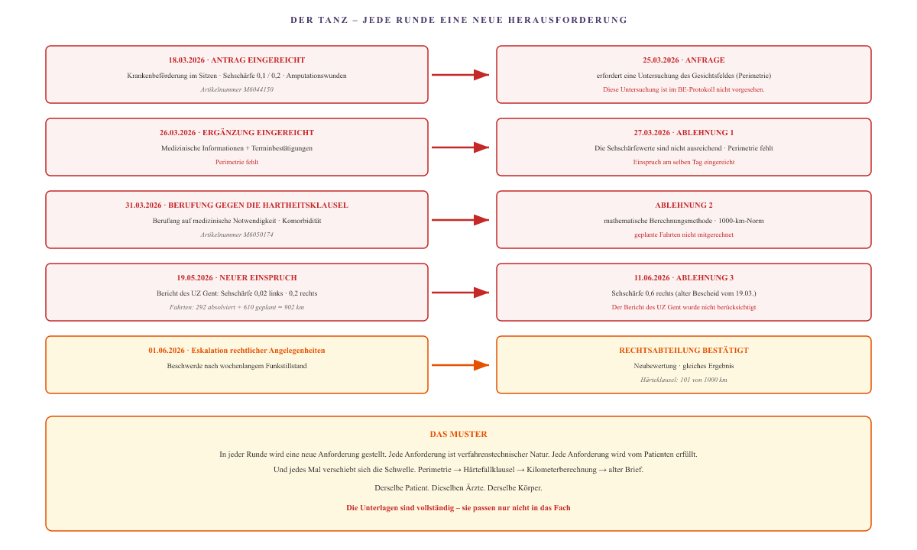 DER TANZ – JEDE RUNDE EINE NEUE HERAUSFORDERUNG
18.03.2026 · ANTRAG EINGEREICHT
Krankenbeförderung im Sitzen · Sehschärfe 0,1 / 0,2 · Amputationswunden
Artikelnummer M6044150
25.03.2026 · ANFRAGE
erfordert eine Untersuchung des Gesichtsfeldes (Perimetrie)
Diese Untersuchung ist im BE-Protokoll nicht vorgesehen.
26.03.2026 · ERGÄNZUNG EINGEREICHT
Medizinische Informationen + Terminbestätigungen
Perimetrie fehlt
27.03.2026 · ABLEHNUNG 1
Die Sehschärfewerte sind nicht ausreichend · Perimetrie fehlt
Einspruch am selben Tag eingereicht
31.03.2026 · BERUFUNG GEGEN DIE HARTHEITSKLAUSEL
Berufung auf medizinische Notwendigkeit · Komorbidität
Artikelnummer M6050174
ABLEHNUNG 2
mathematische Berechnungsmethode · 1000-km-Norm
geplante Fahrten nicht mitgerechnet
19.05.2026 · NEUER EINSPRUCH
Bericht des UZ Gent: Sehschärfe 0,02 links · 0,2 rechts
Fahrten: 292 absolviert + 610 geplant = 902 km
11.06.2026 · ABLEHNUNG 3
Sehschärfe 0,6 rechts (alter Bescheid vom 19.03.)
Der Bericht des UZ Gent wurde nicht berücksichtigt.
01.06.2026 · Eskalation rechtlicher Angelegenheiten
Beschwerde nach wochenlangem Funkstillstand
RECHTSABTEILUNG BESTÄTIGT
Neubewertung · gleiches Ergebnis
Härteklausel: 101 von 1000 km
DAS MUSTER
In jeder Runde wird eine neue Anforderung gestellt. Jede Anforderung ist verfahrenstechnischer Natur. Jede Anforderung wird vom Patienten erfüllt.
Und jedes Mal verschiebt sich die Schwelle. Perimetrie → Härtefallklausel → Kilometerberechnung → alter Brief.
Derselbe Patient. Dieselben Ärzte. Derselbe Körper.
Die Unterlagen sind vollständig – sie passen nur nicht in das Fach